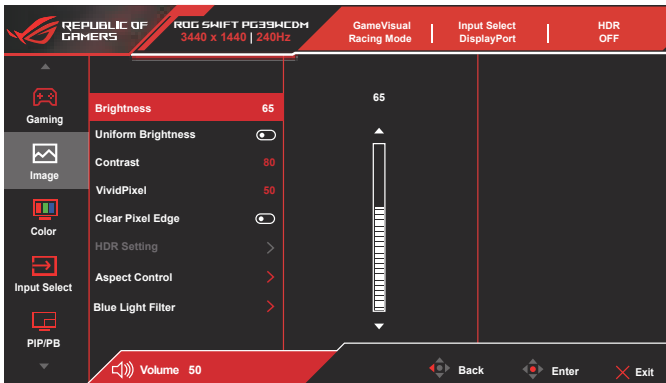 REPUBLIC OF
GAMERS
ROG SWIFT PG39WCDM
3440 x 1440 | 240Hz
GameVisual
Racing Mode
Input Select
DisplayPort
HDR
OFF
Gaming
Image
Color
Input Select
PIP/PB
Brightness 65
Uniform Brightness
Contrast 80
VividPixel 50
Clear Pixel Edge
HDR Setting
Aspect Control
Blue Light Filter
65
Volume 50
Back
Enter
Exit